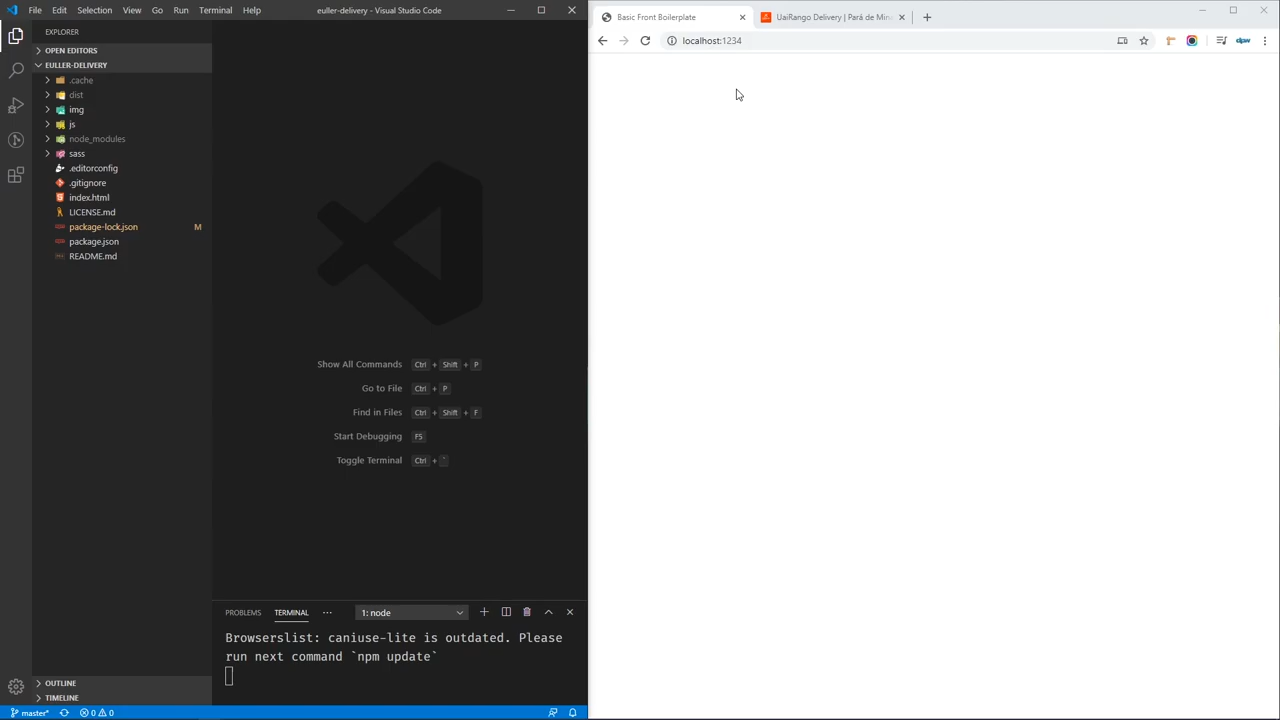 File Edit Selection View Go Run Terminal Help
euller-delivery - Visual Studio Code
EXPLORER
OPEN EDITORS
EULLER-DELIVERY
.cache
dist
img
js
node_modules
sass
.editorconfig
.gitignore
index.html
LICENSE.md
package-lock.json M
package.json
README.md
Show All Commands Ctrl + Shift + P
Go to File Ctrl + P
Find in Files Ctrl + Shift + F
Start Debugging F5
Toggle Terminal Ctrl + `
PROBLEMS TERMINAL ... 1: node
Browserslist: caniuse-lite is outdated. Please
run next command `npm update`
OUTLINE
TIMELINE
master* 0 0
Basic Front Boilerplate
UaiRango Delivery | Pará de Mina
localhost:1234
dpw